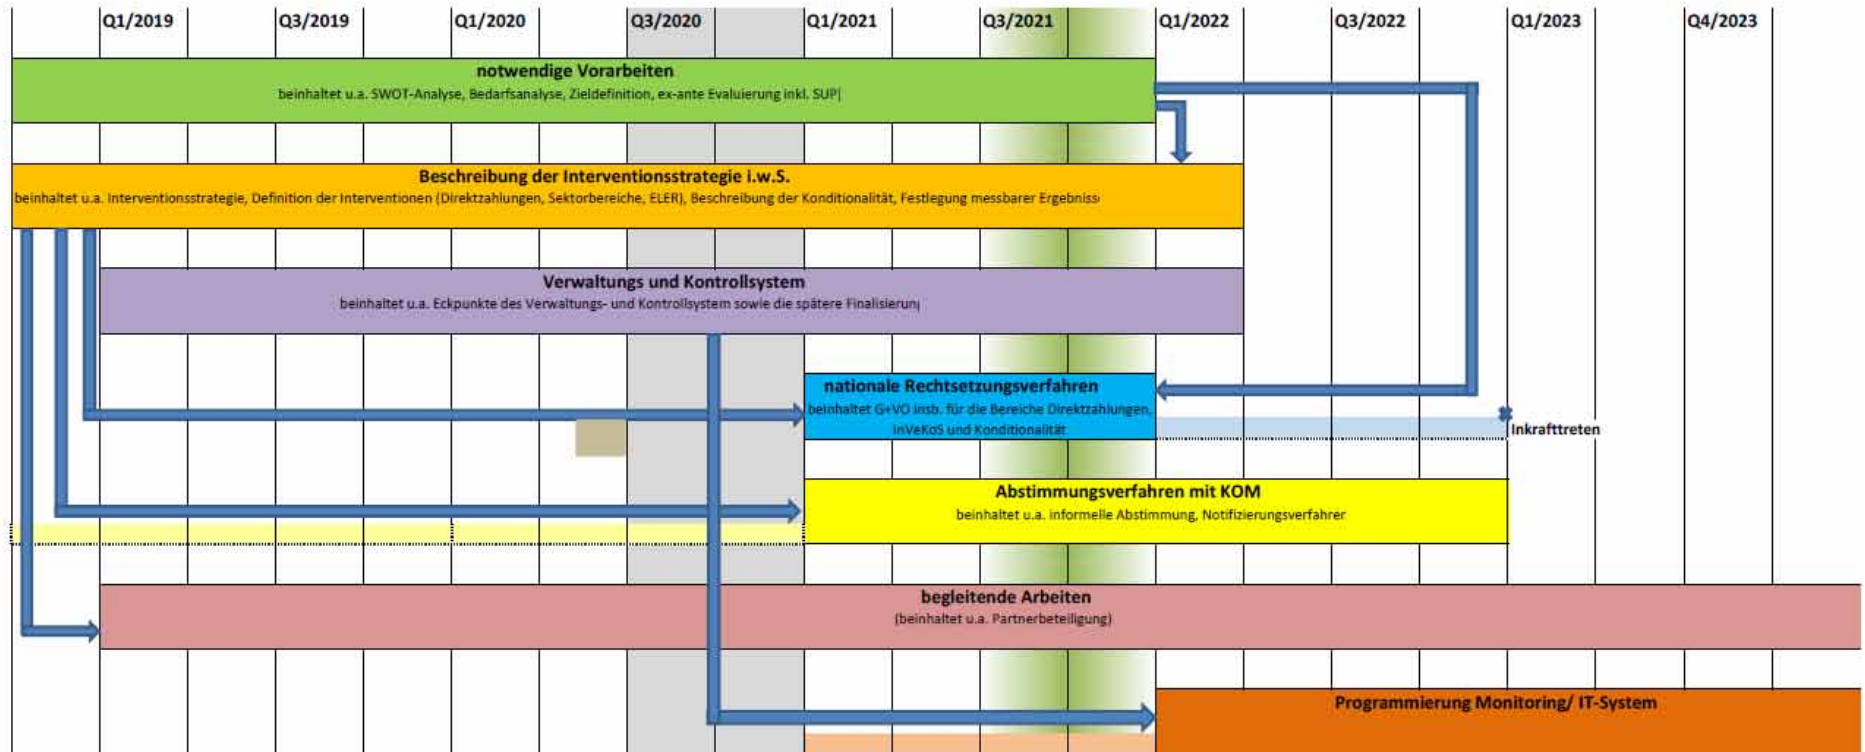 Q1/2019 Q3/2019 Q1/2020 Q3/2020 Q1/2021 Q3/2021 Q1/2022 Q3/2022 Q1/2023 Q4/2023
notwendige Vorarbeiten
beinhaltet u.a. SWOT-Analyse, Bedarfsanalyse, Zieldefinition, ex-ante Evaluierung inkl. SUP
Beschreibung der Interventionsstrategie i.w.S.
beinhaltet u.a. Interventionsstrategie, Definition der Interventionen (Direktzahlungen, Sektorbereiche, ELER), Beschreibung der Konditionalität, Festlegung messbarer Ergebniss
Verwaltungs und Kontrollsystem
beinhaltet u.a. Eckpunkte des Verwaltungs- und Kontrollsystem sowie die spätere Finalisierun
nationale Rechtsetzungsverfahren
beinhaltet G+VO insb. für die Bereiche Direktzahlungen,
InVeKoS und Konditionalität
Inkrafttreten
Abstimmungsverfahren mit KOM
beinhaltet u.a. informelle Abstimmung, Notifizierungsverfahrer
begleitende Arbeiten
(beinhaltet u.a. Partnerbeteiligung)
Programmierung Monitoring/ IT-System